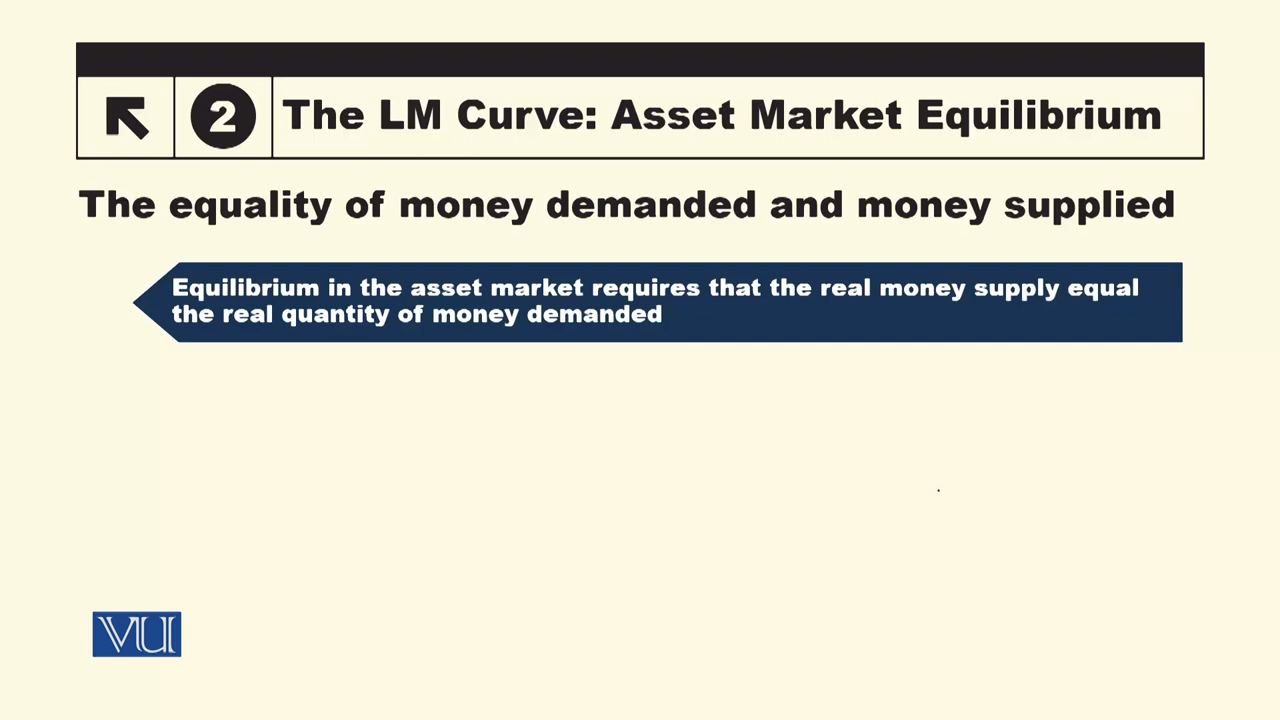 2 The LM Curve: Asset Market Equilibrium
The equality of money demanded and money supplied
Equilibrium in the asset market requires that the real money supply equal
the real quantity of money demanded
VU